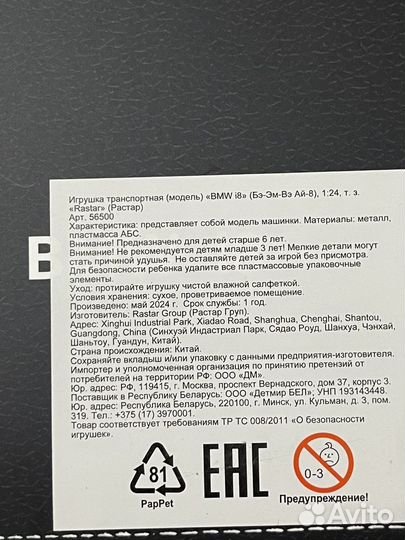 B
Игрушка транспортная (модель) «BMW i8» (Бэ-Эм-Вэ Ай-8), 1:24, т. з.
«Rastar» (Растар)
Арт. 56500
Характеристика: представляет собой модель машинки. Материалы: металл,
пластмасса АБС.
Внимание! Предназначено для детей старше 6 лет.
Внимание! Не рекомендуется детям младше 3 лет! Мелкие детали могут
стать причиной удушья. Не оставляйте детей за игрой без присмотра.
Для безопасности ребенка удалите все пластмассовые упаковочные
элементы.
Уход: протирайте игрушку чистой влажной салфеткой.
Условия хранения: сухое, проветриваемое помещение.
Произведено: май 2024 г. Срок службы: 1 год.
Изготовитель: Rastar Group (Растар Груп).
Адрес: Xinghui Industrial Park, Xiadao Road, Shanghua, Chenghai, Shantou,
Guangdong, China (Синхуэй Индастриал Парк, Сядао Роуд, Шанхуа, Чэнхай,
Шаньтоу, Гуандун, Китай).
Страна происхождения: Китай.
Сохраняйте вкладыш и/или упаковку с данными предприятия-изготовителя.
Импортер и уполномоченная организация по принятию претензий от
потребителей на территории РФ: ООО «ДМ».
Юр. адрес: РФ, 119415, г. Москва, проспект Вернадского, дом 37, корпус 3.
Поставщик в Республику Беларусь: ООО «Детмир БЕЛ» УНП 193143448.
Юр. адрес: Республика Беларусь, 220100, г. Минск, ул. Кульман, д. 3, пом.
319. Тел.: +375 (17) 3970001.
Товар соответствует требованиям ТР ТС 008/2011 «О безопасности
игрушек».
81
PapPet
EAC
0-3
Предупреждение!
Avito